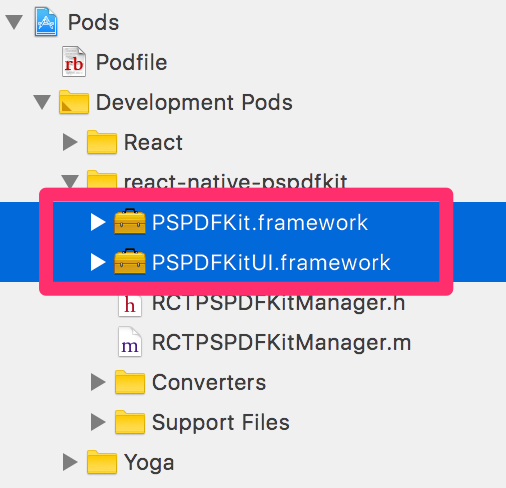 Pods
rb Podfile
Development Pods
React
react-native-pspdfkit
PSPDFKit.framework
PSPDFKitUI.framework
h RCTPSPDFKitManager.h
m RCTPSPDFKitManager.m
Converters
Support Files
Yoga